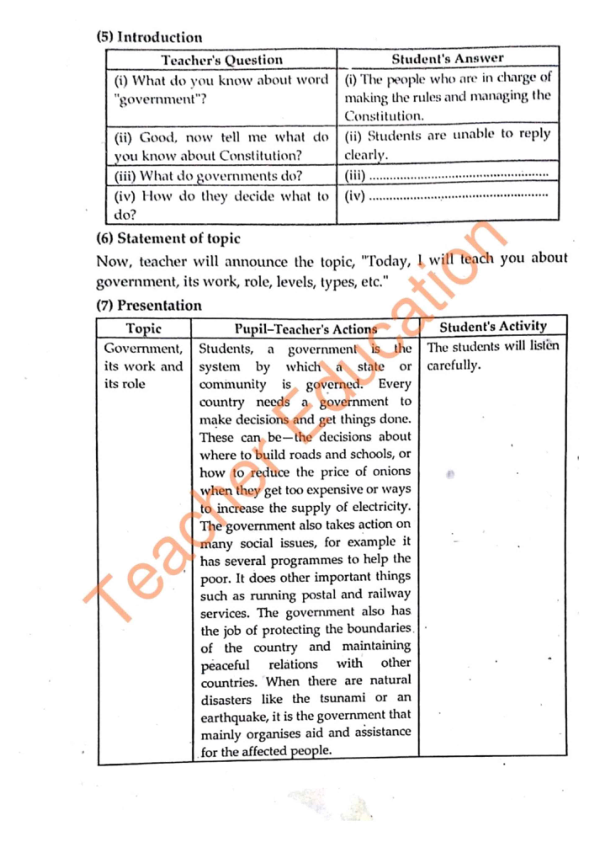 (5) Introduction
Teacher's Question
Student's Answer
(i) What do you know about word
"government"?
(i) The people who are in charge of
making the rules and managing the
Constitution.
(ii) Good, now tell me what do
you know about Constitution?
(ii) Students are unable to reply
clearly.
(iii) What do governments do?
(iii) ....................................................
(iv) How do they decide what to
do?
(iv) ....................................................
(6) Statement of topic
Now, teacher will announce the topic, "Today, I will teach you about
government, its work, role, levels, types, etc."
(7) Presentation
Topic
Pupil–Teacher's Actions
Student's Activity
Government,
its work and
its role
Students, a government is the
system by which a state or
community is governed. Every
country needs a government to
make decisions and get things done.
These can be—the decisions about
where to build roads and schools, or
how to reduce the price of onions
when they get too expensive or ways
to increase the supply of electricity.
The government also takes action on
many social issues, for example it
has several programmes to help the
poor. It does other important things
such as running postal and railway
services. The government also has
the job of protecting the boundaries
of the country and maintaining
peaceful relations with other
countries. When there are natural
disasters like the tsunami or an
earthquake, it is the government that
mainly organises aid and assistance
for the affected people.
The students will listen
carefully.
Teacher Education